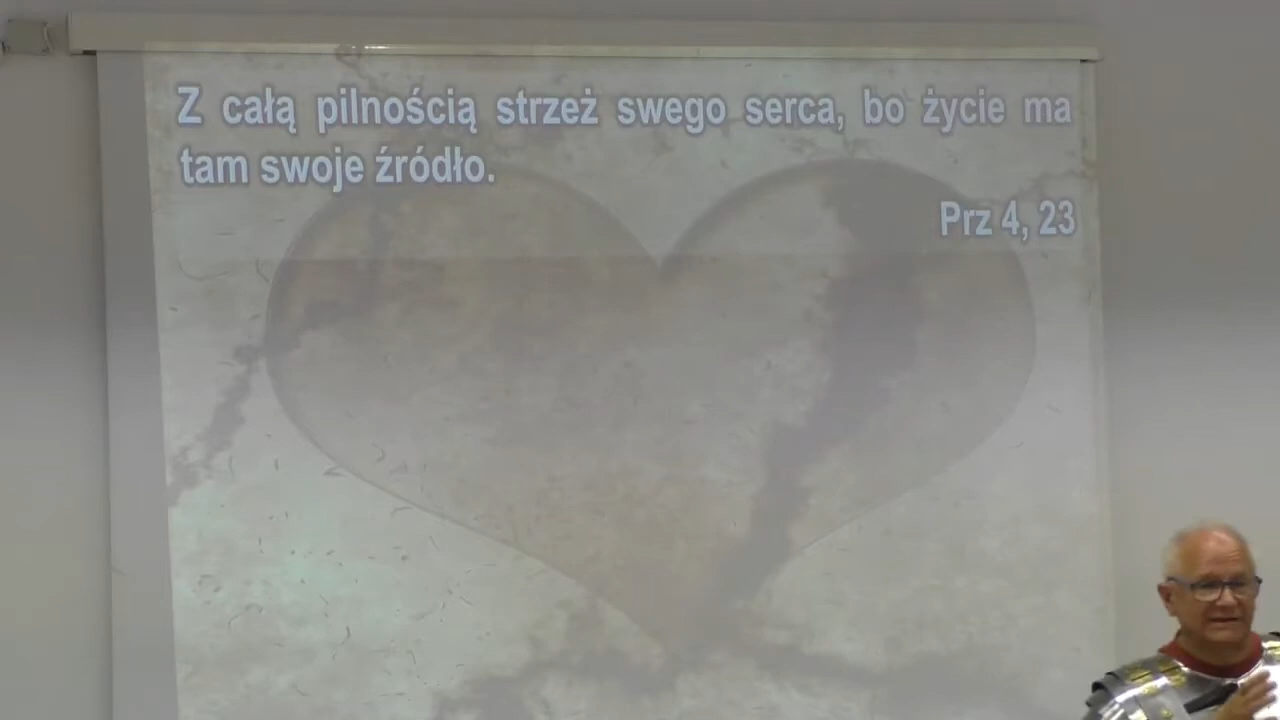 Z całą pilnością strzeż swego serca, bo życie ma
tam swoje źródło.
Prz 4, 23